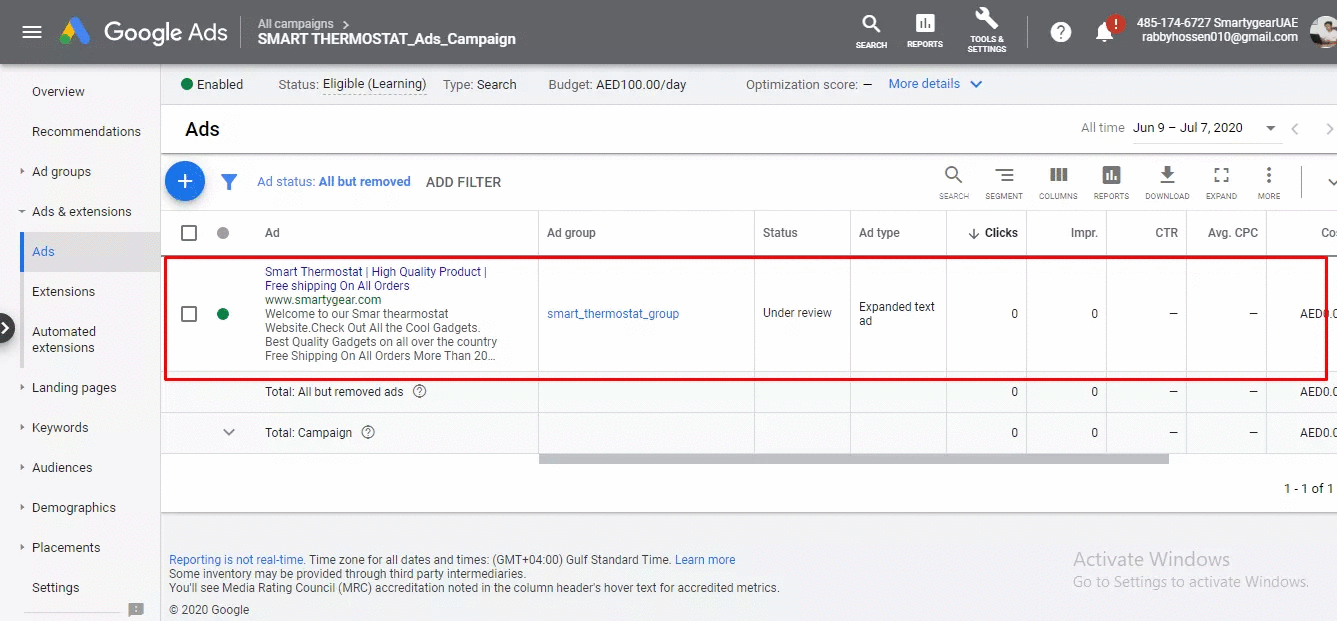 Google Ads
All campaigns
SMART THERMOSTAT_Ads_Campaign
SEARCH
REPORTS
TOOLS &
SETTINGS
?
!
485-174-6727 SmartygearUAE
rabbyhossen010@gmail.com
Overview
Recommendations
Ad groups
Ads & extensions
Ads
Extensions
Automated
extensions
Landing pages
Keywords
Audiences
Demographics
Placements
Settings
Enabled
Status: Eligible (Learning)
Type: Search
Budget: AED100.00/day
Optimization score: –
More details
Ads
All time
Jun 9 – Jul 7, 2020
Ad status: All but removed
ADD FILTER
SEARCH
SEGMENT
COLUMNS
REPORTS
DOWNLOAD
EXPAND
MORE
Ad
Ad group
Status
Ad type
Clicks
Impr.
CTR
Avg. CPC
Cos
Smart Thermostat | High Quality Product |
Free shipping On All Orders
www.smartygear.com
Welcome to our Smar thearmostat
Website.Check Out All the Cool Gadgets.
Best Quality Gadgets on all over the country
Free Shipping On All Orders More Than 20...
smart_thermostat_group
Under review
Expanded text
ad
0
0
–
–
AED0.0
Total: All but removed ads ?
0
0
–
–
AED0.0
Total: Campaign ?
0
0
–
–
AED0.0
1 - 1 of 1
Reporting is not real-time. Time zone for all dates and times: (GMT+04:00) Gulf Standard Time. Learn more
Some inventory may be provided through third party intermediaries.
You'll see Media Rating Council (MRC) accreditation noted in the column header's hover text for accredited metrics.
© 2020 Google
Activate Windows
Go to Settings to activate Windows.